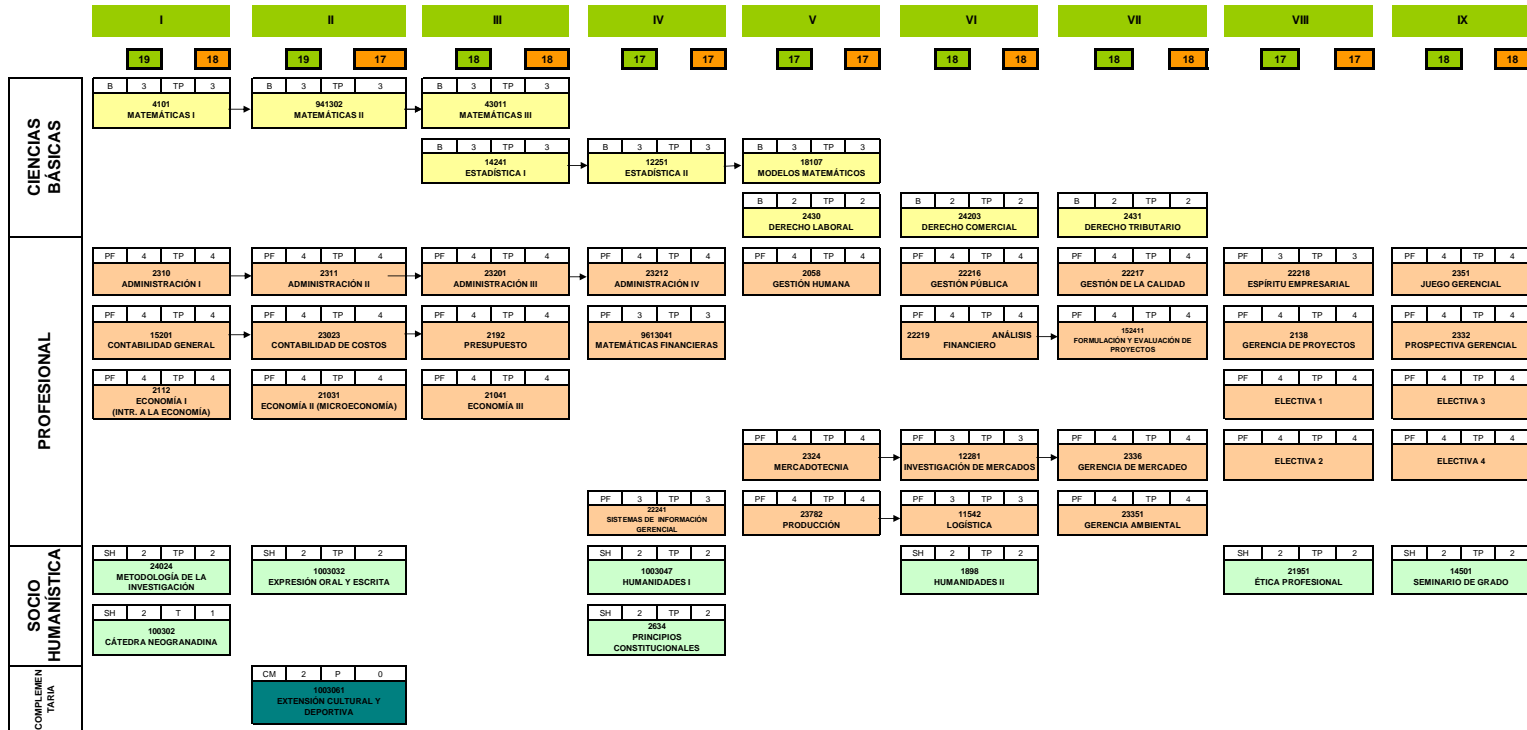 I II III IV V VI VII VIII IX
19 18 19 17 18 18 17 17 17 17 18 18 18 18 17 17 18 18
CIENCIAS
BÁSICAS
B 3 TP 3 B 3 TP 3 B 3 TP 3
4101 941302 43011
MATEMÁTICAS I MATEMÁTICAS II MATEMÁTICAS III
B 3 TP 3 B 3 TP 3 B 3 TP 3
14241 12251 18107
ESTADÍSTICA I ESTADÍSTICA II MODELOS MATEMÁTICOS
B 2 TP 2 B 2 TP 2 B 2 TP 2
2430 24203 2431
DERECHO LABORAL DERECHO COMERCIAL DERECHO TRIBUTARIO
PROFESIONAL
PF 4 TP 4 PF 4 TP 4 PF 4 TP 4 PF 4 TP 4 PF 4 TP 4 PF 4 TP 4 PF 4 TP 4 PF 3 TP 3 PF 4 TP 4
2310 2311 23201 23212 2058 22216 22217 22218 2351
ADMINISTRACIÓN I ADMINISTRACIÓN II ADMINISTRACIÓN III ADMINISTRACIÓN IV GESTIÓN HUMANA GESTIÓN PÚBLICA GESTIÓN DE LA CALIDAD ESPÍRITU EMPRESARIAL JUEGO GERENCIAL
PF 4 TP 4 PF 4 TP 4 PF 4 TP 4 PF 3 TP 3 PF 4 TP 4 PF 4 TP 4 PF 4 TP 4 PF 4 TP 4
15201 23023 2192 9613041 22219 ANÁLISIS 152411 2138 2332
CONTABILIDAD GENERAL CONTABILIDAD DE COSTOS PRESUPUESTO MATEMÁTICAS FINANCIERAS FINANCIERO FORMULACIÓN Y EVALUACIÓN DE GERENCIA DE PROYECTOS PROSPECTIVA GERENCIAL
PROYECTOS
PF 4 TP 4 PF 4 TP 4 PF 4 TP 4 PF 4 TP 4 PF 4 TP 4
2112 21031 21041
ECONOMÍA I ECONOMÍA II (MICROECONOMÍA) ECONOMÍA III ELECTIVA 1 ELECTIVA 3
(INTR. A LA ECONOMÍA)
PF 4 TP 4 PF 3 TP 3 PF 4 TP 4 PF 4 TP 4 PF 4 TP 4
2324 12281 2336
MERCADOTECNIA INVESTIGACIÓN DE MERCADOS GERENCIA DE MERCADEO ELECTIVA 2 ELECTIVA 4
PF 3 TP 3 PF 4 TP 4 PF 3 TP 3 PF 4 TP 4
22241 23782 11542 23351
SISTEMAS DE INFORMACIÓN PRODUCCIÓN LOGÍSTICA GERENCIA AMBIENTAL
GERENCIAL
SOCIO
HUMANÍSTICA
SH 2 TP 2 SH 2 TP 2 SH 2 TP 2 SH 2 TP 2 SH 2 TP 2 SH 2 TP 2
24024 1003032 1003047 1898 21951 14501
METODOLOGÍA DE LA EXPRESIÓN ORAL Y ESCRITA HUMANIDADES I HUMANIDADES II ÉTICA PROFESIONAL SEMINARIO DE GRADO
INVESTIGACIÓN
SH 2 T 1 SH 2 TP 2
100302 2634
CÁTEDRA NEOGRANADINA PRINCIPIOS
CONSTITUCIONALES
COMPLEMEN
TARIA
CM 2 P 0
1003061
EXTENSIÓN CULTURAL Y
DEPORTIVA